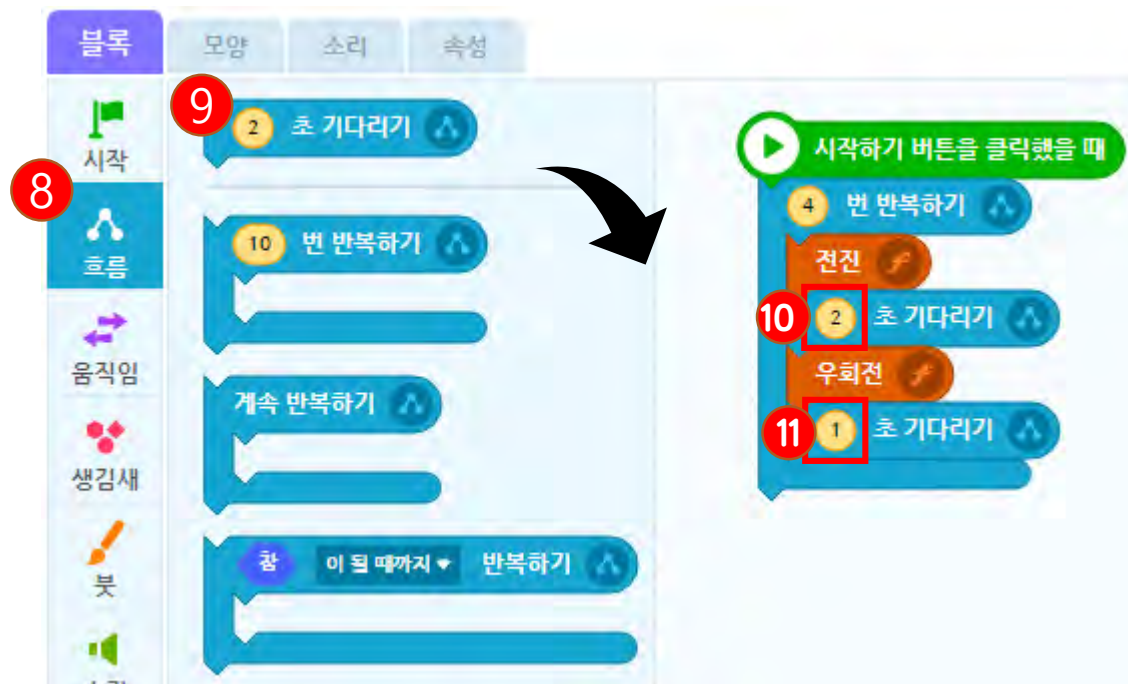 블록 모양 소리 속성
시작
8
흐름
움직임
생김새
붓
9
2 초 기다리기
10 번 반복하기
계속 반복하기
참 이 될 때까지 ▼ 반복하기
시작하기 버튼을 클릭했을 때
4 번 반복하기
전진
10 2 초 기다리기
우회전
11 1 초 기다리기